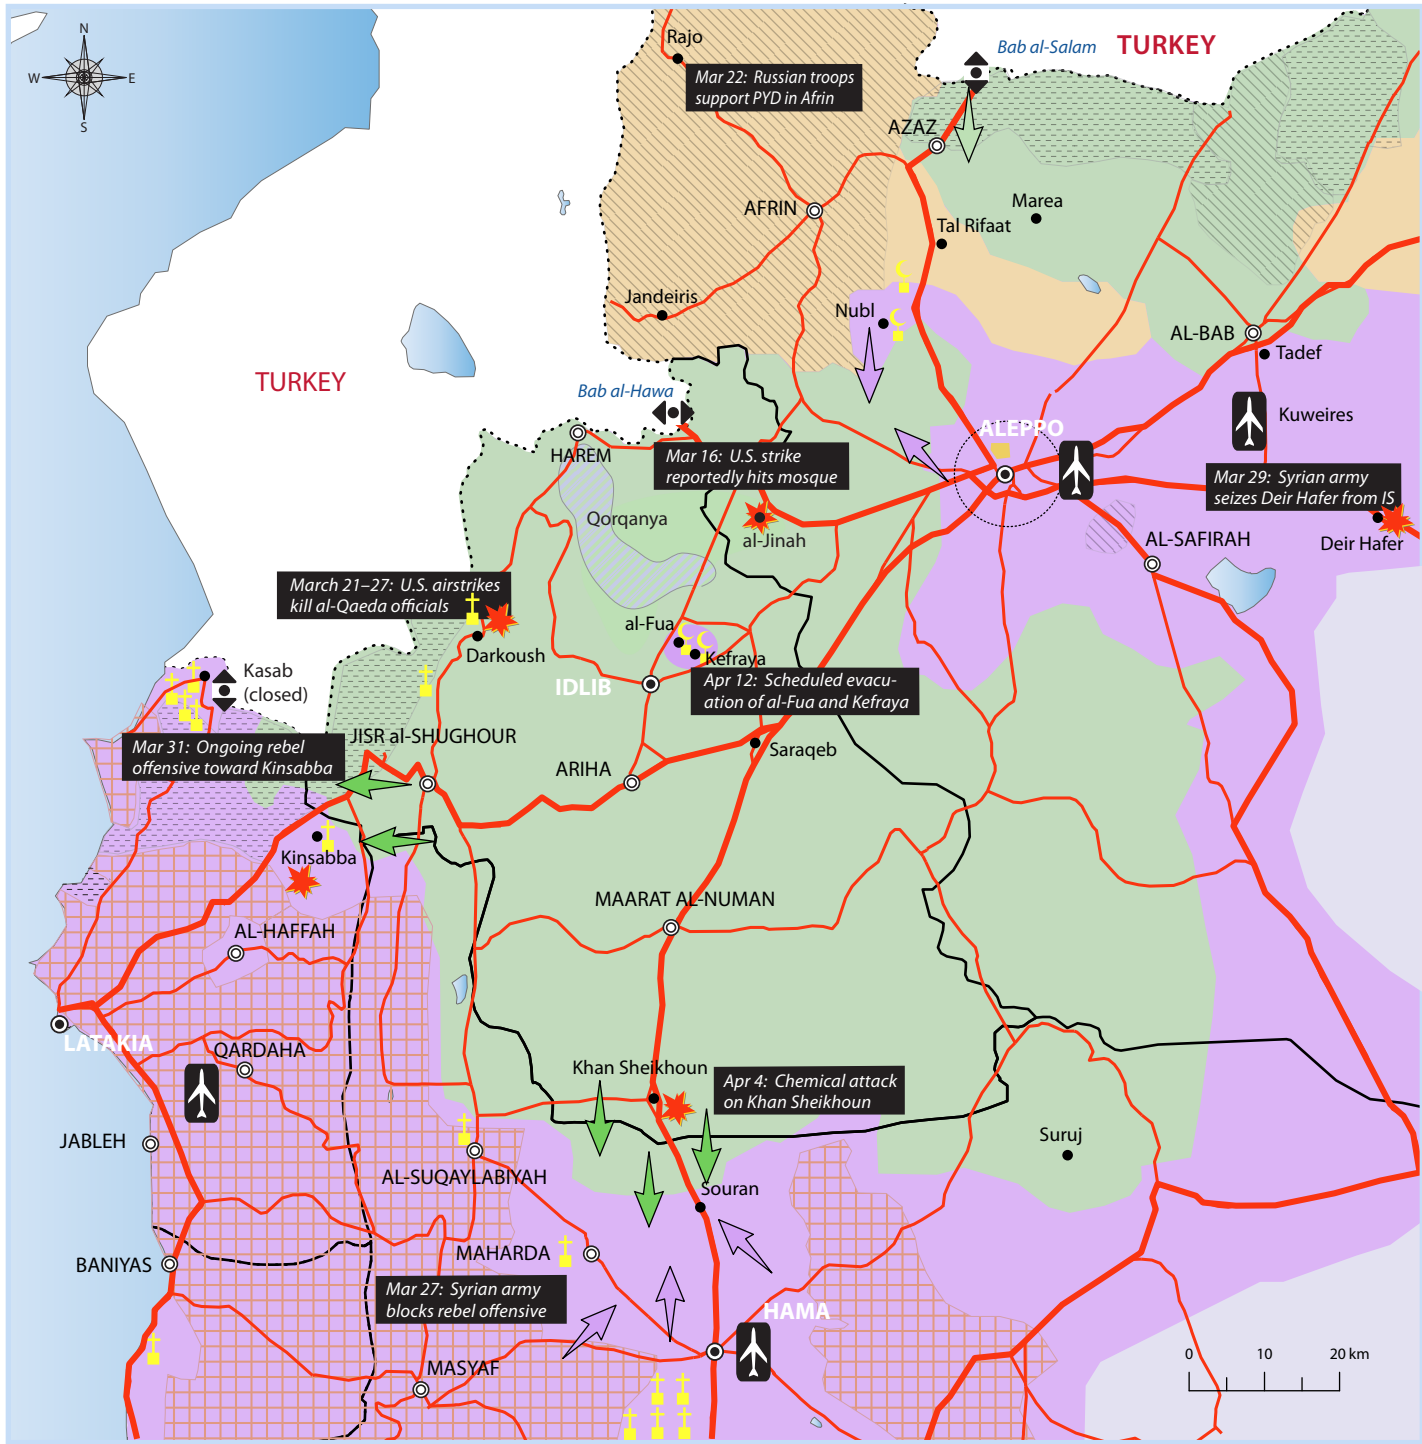 N
W
E
S
Rajo
Bab al-Salam
TURKEY
Mar 22: Russian troops
support PYD in Afrin
AZAZ
AFRIN
Marea
Tal Rifaat
Jandeiris
Nubl
AL-BAB
Tadef
TURKEY
Bab al-Hawa
Kuweires
ALEPPO
HAREM
Mar 16: U.S. strike
reportedly hits mosque
Mar 29: Syrian army
seizes Deir Hafer from IS
Qorqanya
al-Jinah
AL-SAFIRAH
Deir Hafer
March 21–27: U.S. airstrikes
kill al-Qaeda officials
al-Fua
Darkoush
Kefraya
Kasab
(closed)
IDLIB
Apr 12: Scheduled evacu-
ation of al-Fua and Kefraya
Mar 31: Ongoing rebel
offensive toward Kinsabba
JISR al-SHUGHOUR
Saraqeb
ARIHA
Kinsabba
MAARAT AL-NUMAN
AL-HAFFAH
LATAKIA
QARDAHA
Khan Sheikhoun
Apr 4: Chemical attack
on Khan Sheikhoun
JABLEH
Suruj
AL-SUQAYLABIYAH
Souran
MAHARDA
BANIYAS
Mar 27: Syrian army
blocks rebel offensive
HAMA
MASYAF
0 10 20 km